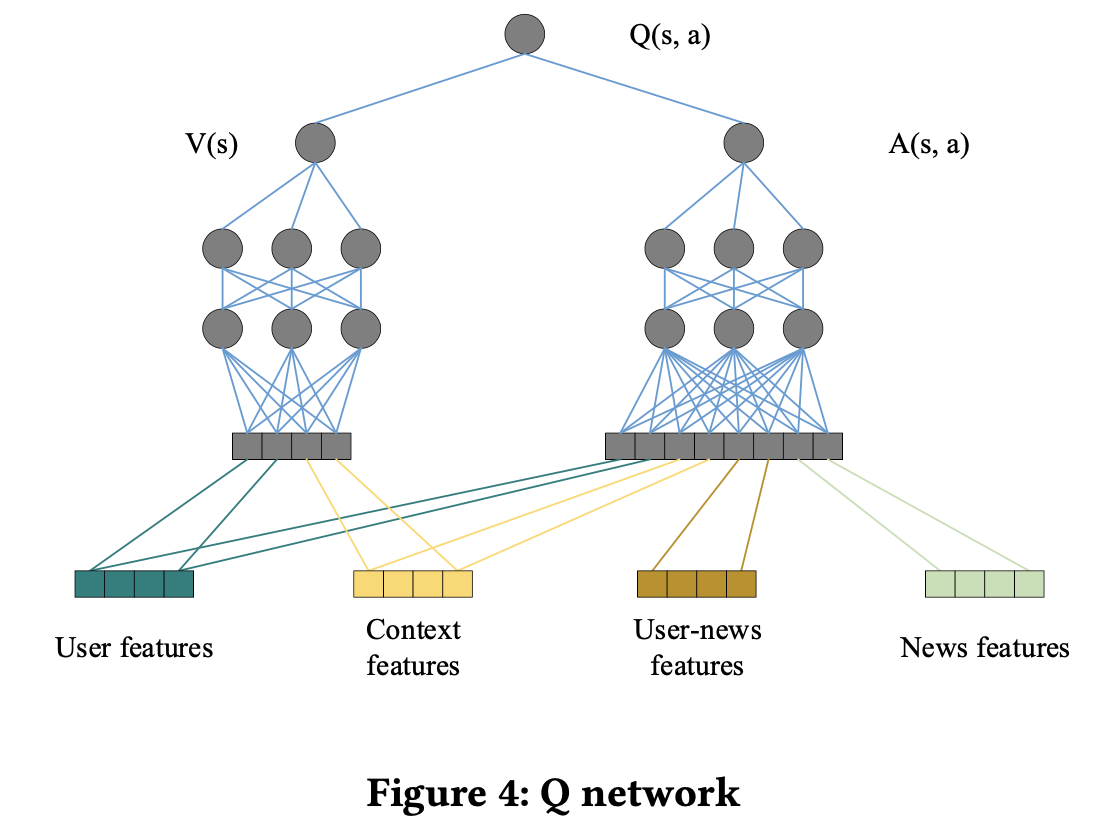 Q(s, a)
V(s)
A(s, a)
User features
Context
features
User-news
features
News features
Figure 4: Q network